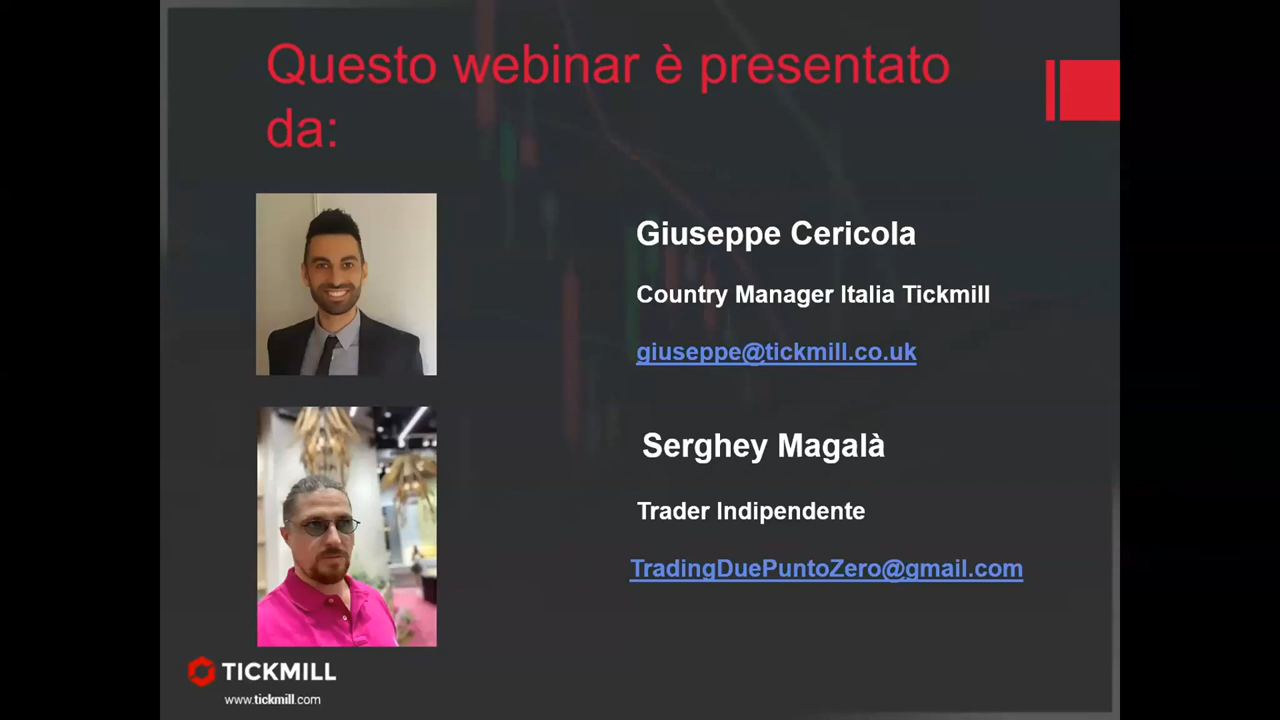 Questo webinar è presentato
da:
Giuseppe Cericola
Country Manager Italia Tickmill
giuseppe@tickmill.co.uk
Serghey Magalà
Trader Indipendente
TradingDuePuntoZero@gmail.com
TICKMILL
www.tickmill.com